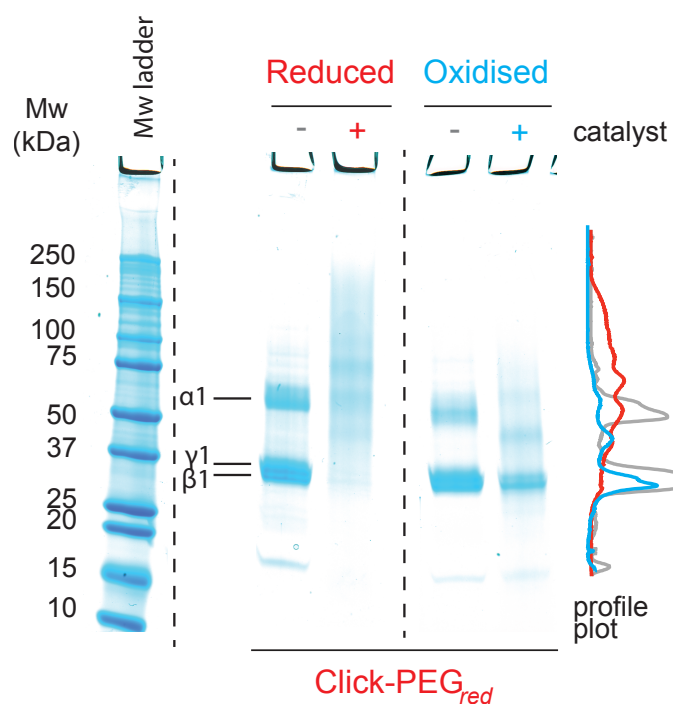 Mw
(kDa)
Mw ladder
Reduced
Oxidised
- + - + catalyst
250
150
100
75
50
37
25
20
15
10
α1
γ1
β1
profile
plot
Click-PEGred